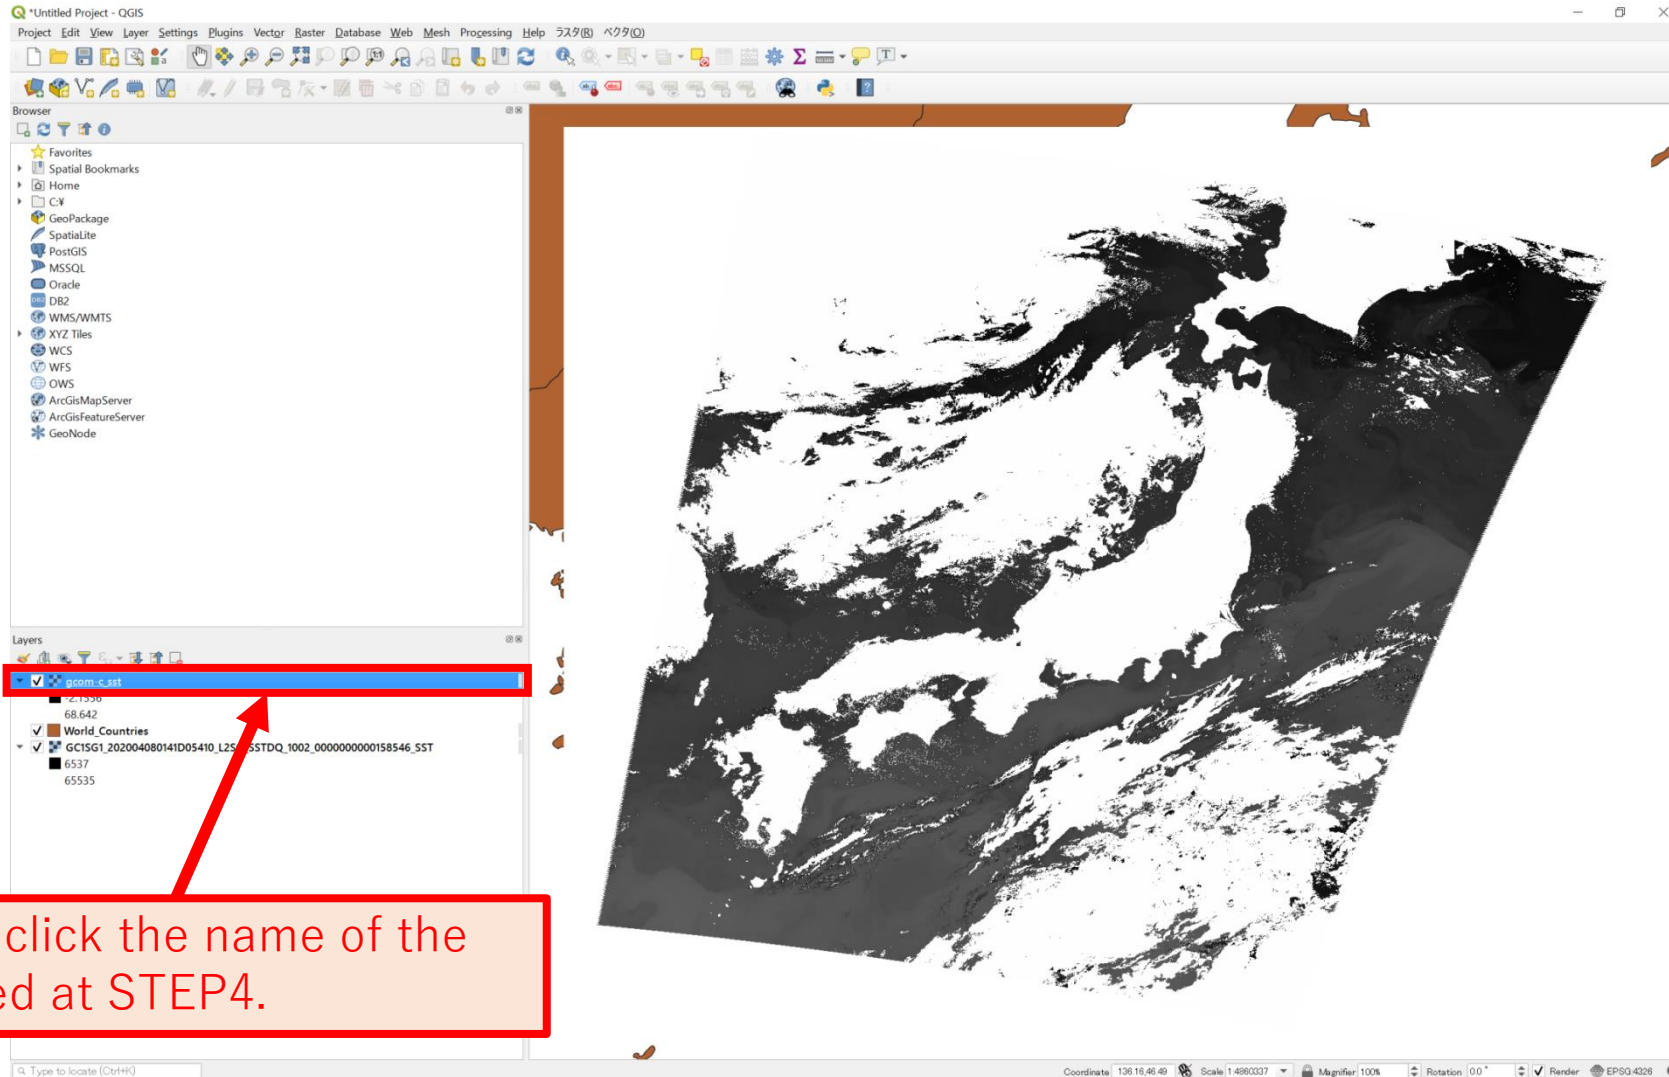 *Untitled Project - QGIS
Project Edit View Layer Settings Plugins Vector Raster Database Web Mesh Processing Help ラスタ(R) ベクタ(O)
Browser
Favorites
Spatial Bookmarks
Home
C:¥
GeoPackage
SpatiaLite
PostGIS
MSSQL
Oracle
DB2
WMS/WMTS
XYZ Tiles
WCS
WFS
OWS
ArcGisMapServer
ArcGisFeatureServer
GeoNode
Layers
gcom-c_sst
68.642
World_Countries
6537
65535
click the name of the
ed at STEP4.
Type to locate (Ctrl+K)
Coordinate 136.16,46.49 Scale 1:4860337 Magnifier 100% Rotation 0.0 ° Render EPSG:4326